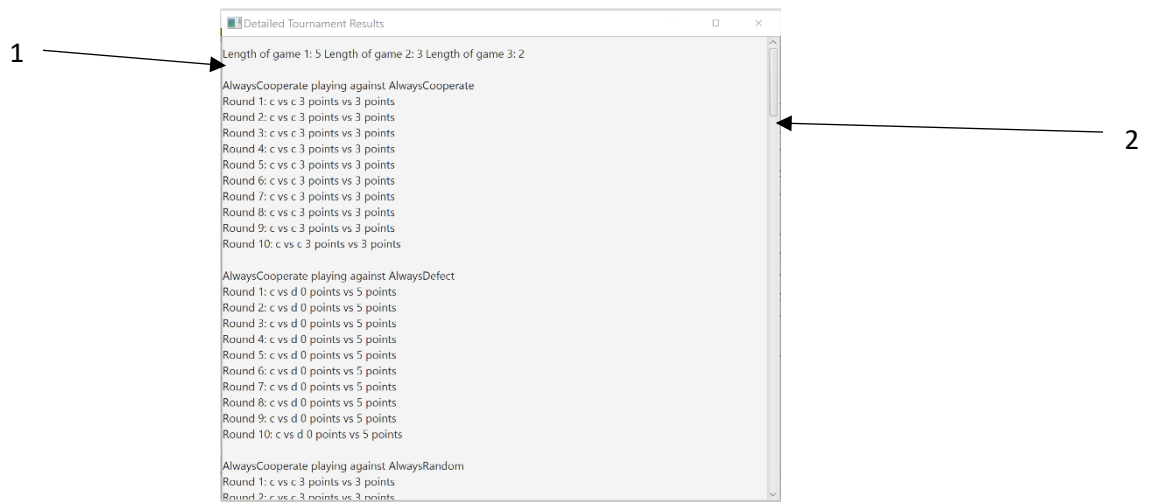 Detailed Tournament Results
1
Length of game 1: 5 Length of game 2: 3 Length of game 3: 2
AlwaysCooperate playing against AlwaysCooperate
Round 1: c vs c 3 points vs 3 points
Round 2: c vs c 3 points vs 3 points
Round 3: c vs c 3 points vs 3 points
2
Round 4: c vs c 3 points vs 3 points
Round 5: c vs c 3 points vs 3 points
Round 6: c vs c 3 points vs 3 points
Round 7: c vs c 3 points vs 3 points
Round 8: c vs c 3 points vs 3 points
Round 9: c vs c 3 points vs 3 points
Round 10: c vs c 3 points vs 3 points
AlwaysCooperate playing against AlwaysDefect
Round 1: c vs d 0 points vs 5 points
Round 2: c vs d 0 points vs 5 points
Round 3: c vs d 0 points vs 5 points
Round 4: c vs d 0 points vs 5 points
Round 5: c vs d 0 points vs 5 points
Round 6: c vs d 0 points vs 5 points
Round 7: c vs d 0 points vs 5 points
Round 8: c vs d 0 points vs 5 points
Round 9: c vs d 0 points vs 5 points
Round 10: c vs d 0 points vs 5 points
AlwaysCooperate playing against AlwaysRandom
Round 1: c vs c 3 points vs 3 points
Round 2: c vs c 3 points vs 3 points